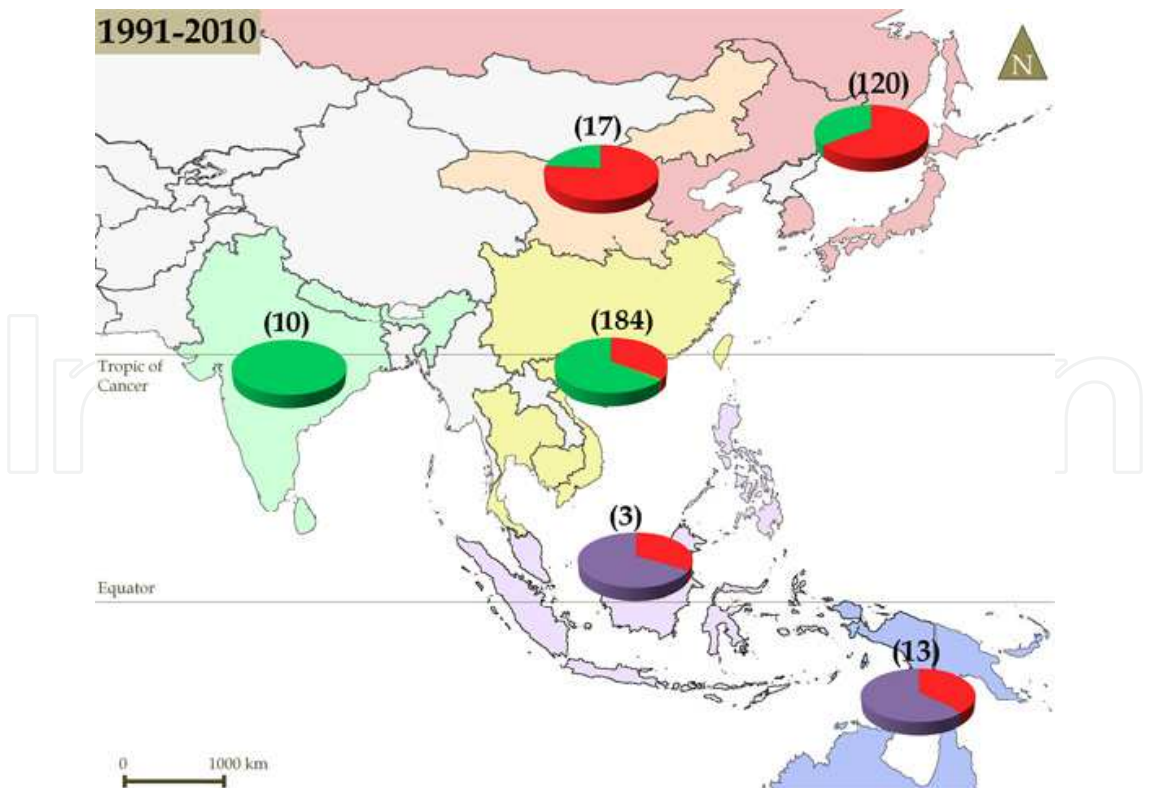 1991-2010
N
(120)
(17)
(10)
(184)
Tropic of
Cancer
(3)
Equator
(13)
0 1000 km